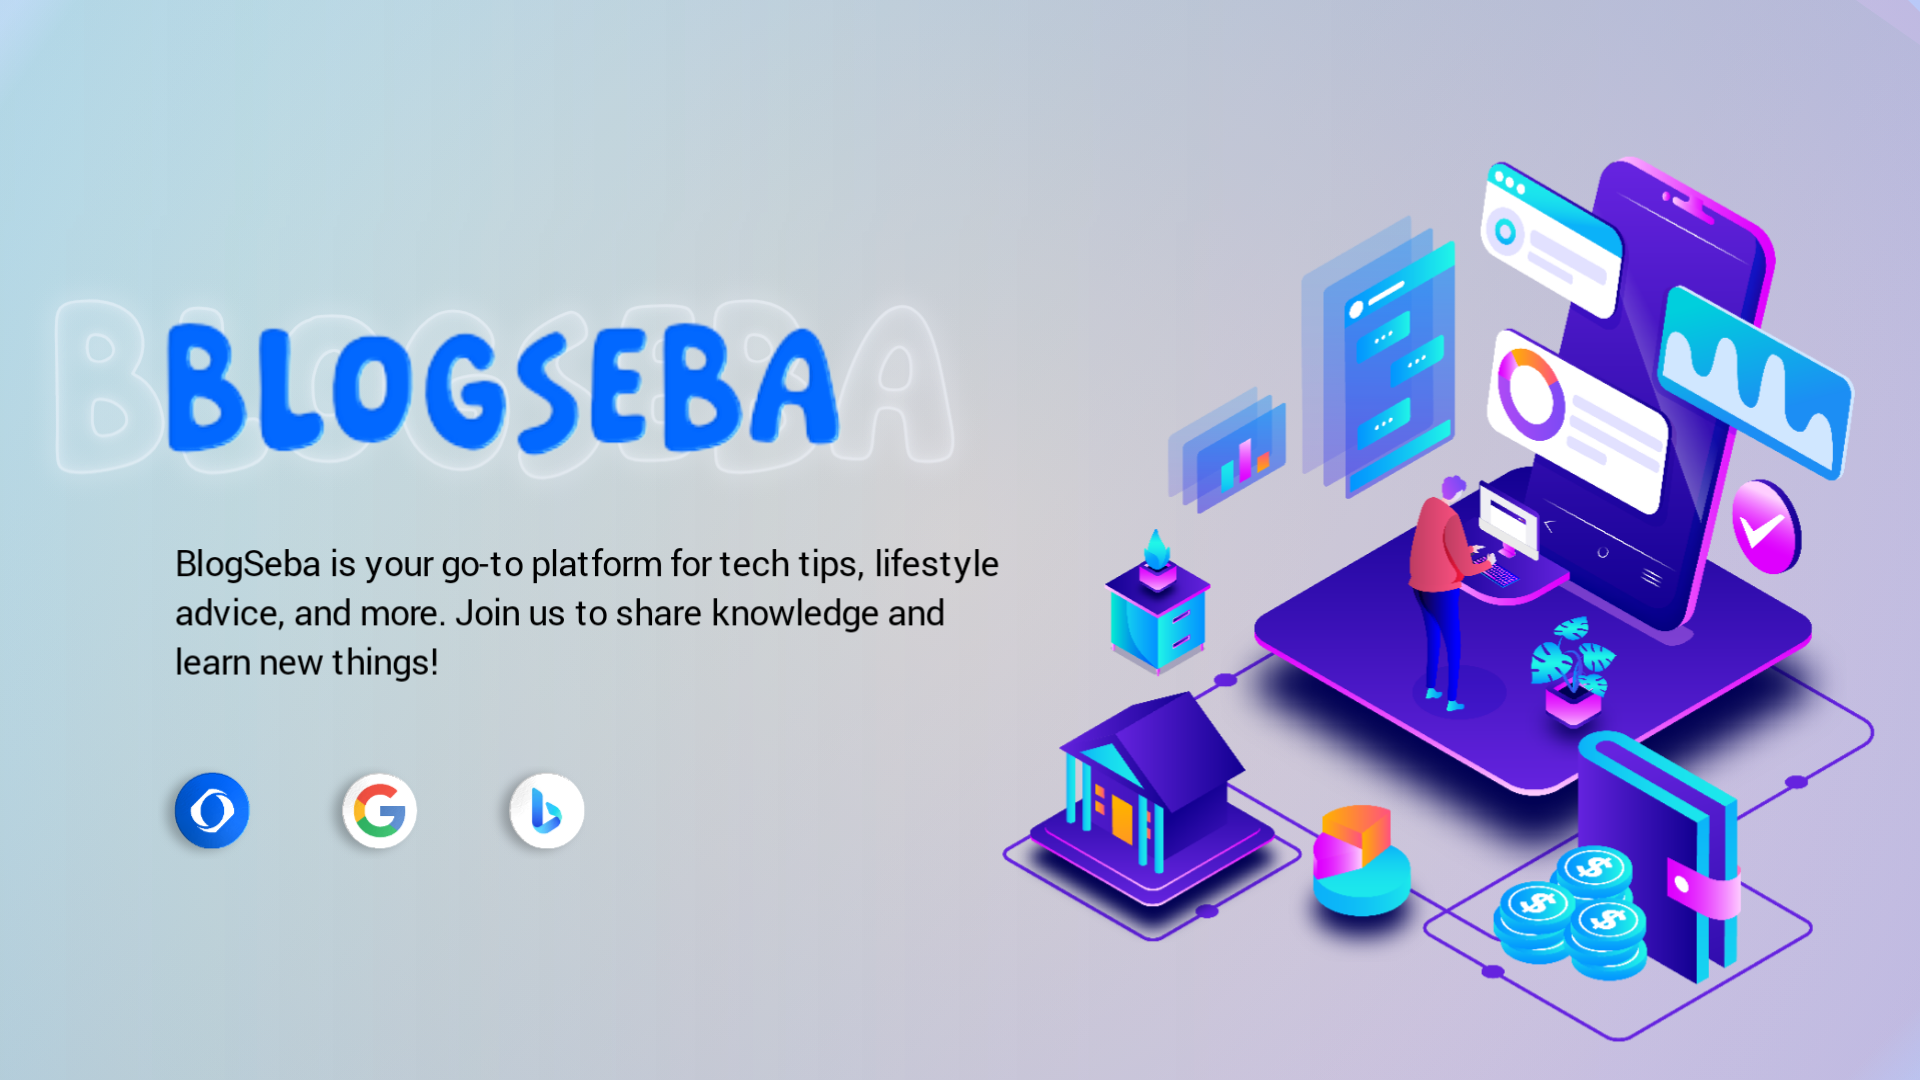 BLOGSEBA
BlogSeba is your go-to platform for tech tips, lifestyle
advice, and more. Join us to share knowledge and
learn new things!